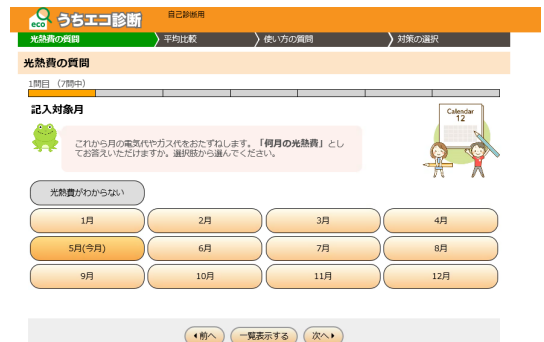 eco うちエコ診断 自己診断用
光熱費の質問 平均比較 使い方の質問 対策の選択
光熱費の質問
1問目 (7問中)
記入対象月
Calendar
12
これから月の電気代やガス代をおたずねします。「何月の光熱費」とし
てお答えいただけますか。選択肢から選んでください。
光熱費がわからない
1月 2月 3月 4月
5月(今月) 6月 7月 8月
9月 10月 11月 12月
前へ 一覧表示する 次へ